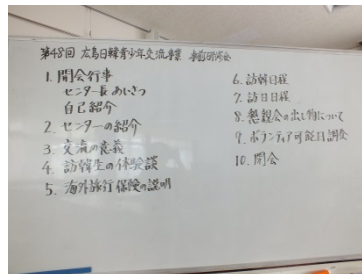 第48回 広島日韓青少年交流事業 事前研修会
1. 開会行事
センター長あいさつ
自己紹介
2. センターの紹介
3. 交流の意義
4. 訪韓生の体験談
5. 海外旅行保険の説明
6. 訪韓日程
7. 訪日日程
8. 懇親会の出し物について
9. ボランティア可能日調査
10. 閉会